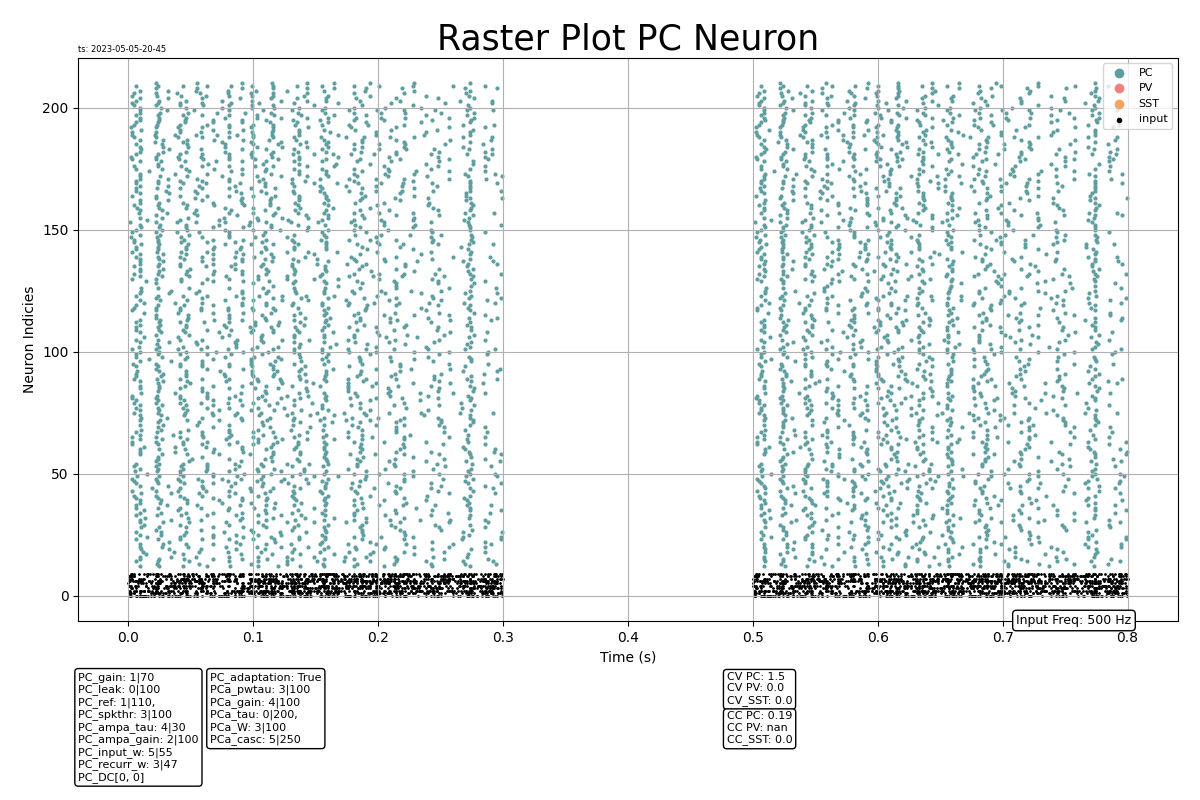 Raster Plot PC Neuron
ts: 2023-05-05-20-45
PC
PV
SST
input
Neuron Indicies
200
150
100
50
0
0.0 0.1 0.2 0.3 0.4 0.5 0.6 0.7 0.8
Input Freq: 500 Hz
Time (s)
PC_gain: 1|70
PC_leak: 0|100
PC_ref: 1|110,
PC_spkthr: 3|100
PC_ampa_tau: 4|30
PC_ampa_gain: 2|100
PC_input_w: 5|55
PC_recurr_w: 3|47
PC_DC[0, 0]
PC_adaptation: True
PCa_pwtau: 3|100
PCa_gain: 4|100
PCa_tau: 0|200,
PCa_W: 3|100
PCa_casc: 5|250
CV PC: 1.5
CV PV: 0.0
CV_SST: 0.0
CC PC: 0.19
CC PV: nan
CC_SST: 0.0